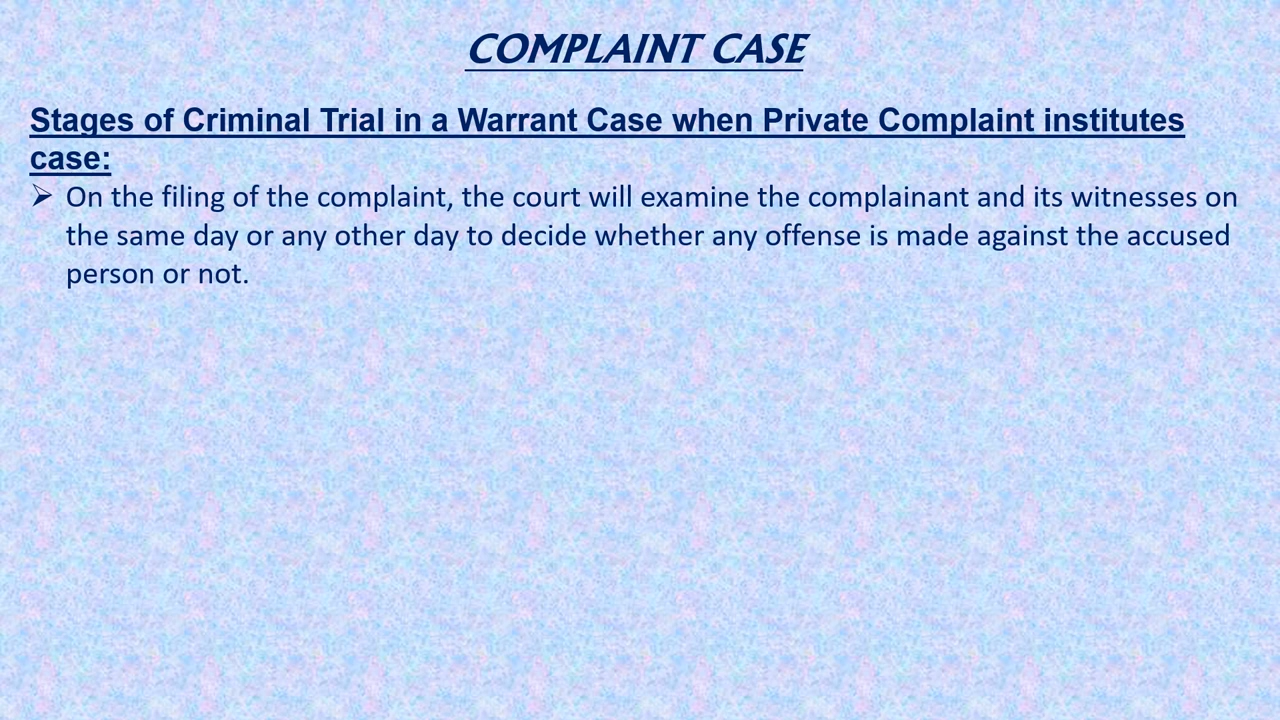 COMPLAINT CASE
Stages of Criminal Trial in a Warrant Case when Private Complaint institutes
case:
➢ On the filing of the complaint, the court will examine the complainant and its witnesses on
the same day or any other day to decide whether any offense is made against the accused
person or not.